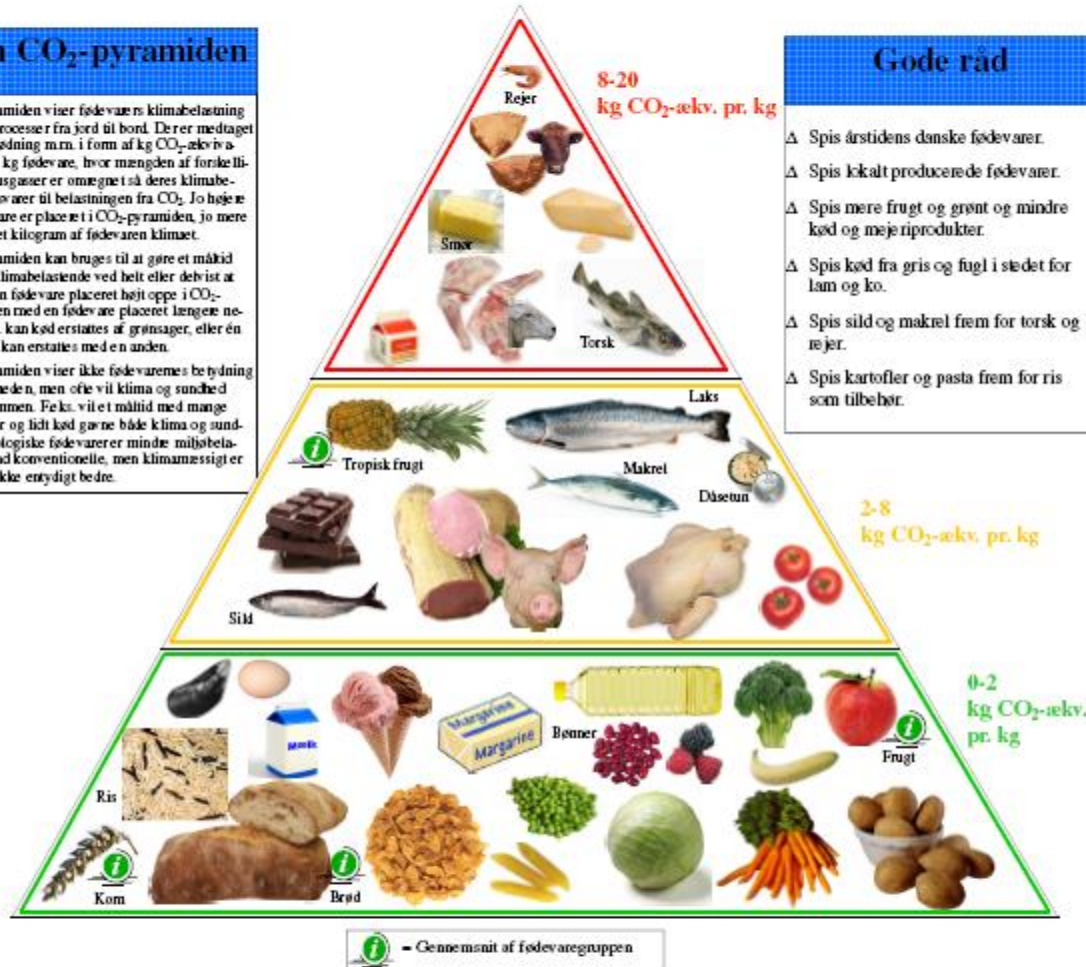 CO₂-pyramiden
amiden viser fødevarers klimabelastning
rocesser fra jord til bord. Der er medtaget
ødning m.m. i form af kg CO₂-ækviva-
kg fødevare, hvor mængden af forskelli-
sgasser er omregnet så deres klimabe-
varer til belastningen fra CO₂. Jo højere
are er placeret i CO₂-pyramiden, jo mere
et kilogram af fødevaren klimaet.
amiden kan bruges til at gøre et måltid
limabelastende ved helt eller delvist at
n fødevare placeret højt oppe i CO₂-
en med en fødevare placeret længere ne-
kan kød erstattes af grønsager, eller én
kan erstattes med en anden.
amiden viser ikke fødevarernes betydning
heden, men ofte vil klima og sundhed
mmen. F.eks. vil et måltid med mange
r og lidt kød gavne både klima og sund-
ologiske fødevarer er mindre miljøbela-
nd konventionelle, men klimamæssigt er
kke entydigt bedre.
8-20
kg CO₂-ækv. pr. kg
Rejer
Smør
Torsk
Gode råd
Δ Spis årstidens danske fødevarer.
Δ Spis lokalt producerede fødevarer.
Δ Spis mere frugt og grønt og mindre
kød og mejeriprodukter.
Δ Spis kød fra gris og fugl i stedet for
lam og ko.
Δ Spis sild og makrel frem for torsk og
rejer.
Δ Spis kartofler og pasta frem for ris
som tilbehør.
Laks
i Tropisk frugt
Makrel
Dåsetun
Sild
2-8
kg CO₂-ækv. pr. kg
0-2
kg CO₂-ækv.
pr. kg
Mælk
Margarine
Margarine
Bønner
i
Frugt
Ris
i
Korn
i
Brød
i = Gennemsnit af fødevaregruppen